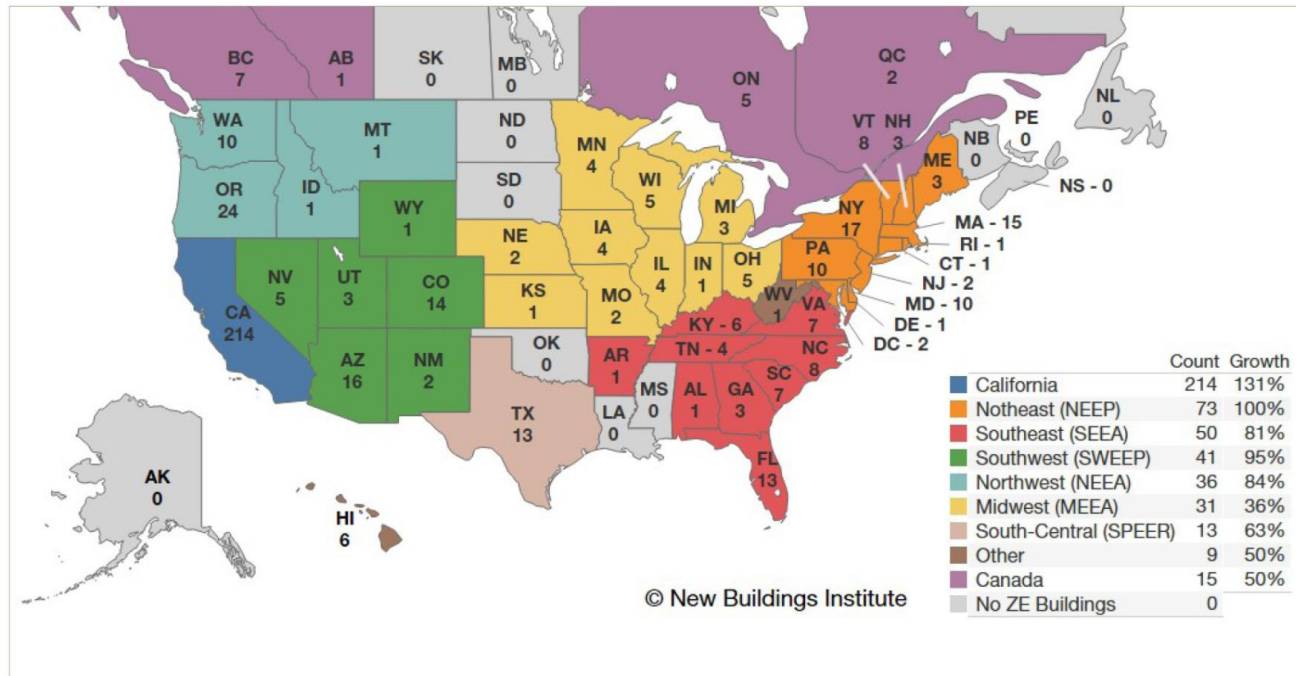 BC
7
AB
1
SK
0
MB
0
ON
5
QC
2
NL
0
PE
0
NB
0
NS - 0
VT
8
NH
3
ME
3
WA
10
MT
1
ND
0
MN
4
OR
24
ID
1
SD
0
WI
5
MI
3
NY
17
MA - 15
RI - 1
CT - 1
NJ - 2
MD - 10
DE - 1
DC - 2
WY
1
NE
2
IA
4
PA
10
NV
5
UT
3
CO
14
KS
1
MO
2
IL
4
IN
1
OH
5
WV
1
VA
7
CA
214
KY - 6
TN - 4
NC
8
AZ
16
NM
2
OK
0
AR
1
MS
0
AL
1
GA
3
SC
7
TX
13
LA
0
FL
13
AK
0
HI
6
Count Growth
California 214 131%
Notheast (NEEP) 73 100%
Southeast (SEEA) 50 81%
Southwest (SWEEP) 41 95%
Northwest (NEEA) 36 84%
Midwest (MEEA) 31 36%
South-Central (SPEER) 13 63%
Other 9 50%
Canada 15 50%
No ZE Buildings 0
© New Buildings Institute